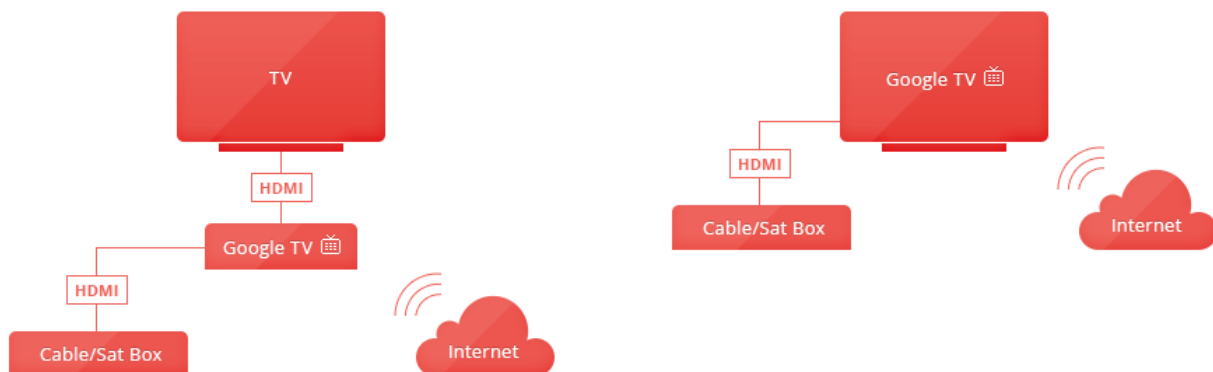 TV
HDMI
Google TV
HDMI
Cable/Sat Box
Internet
Google TV
HDMI
Cable/Sat Box
Internet